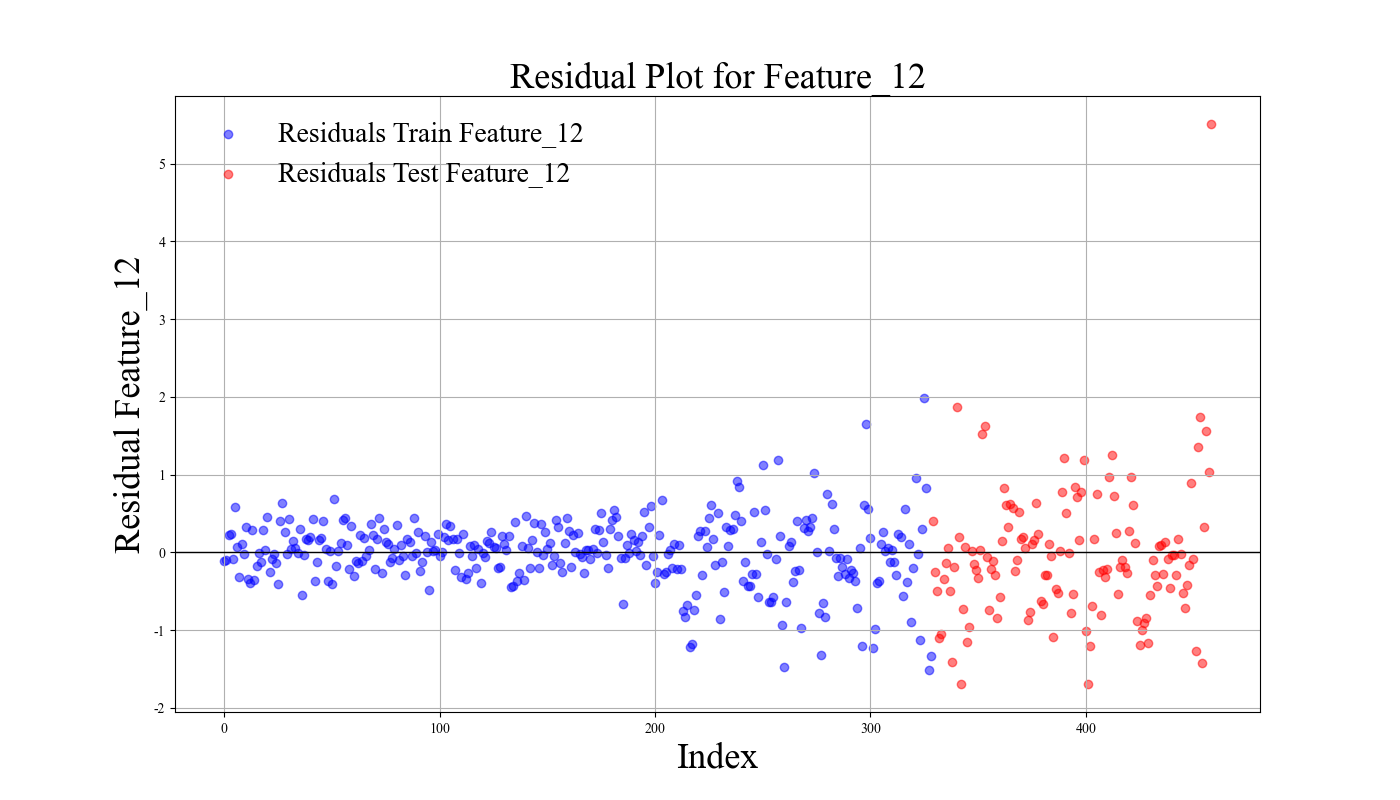 Residual Plot for Feature_12
Residuals Train Feature_12
Residuals Test Feature_12
Residual Feature_12
5
4
3
2
1
0
-1
-2
0 100 200 300 400
Index